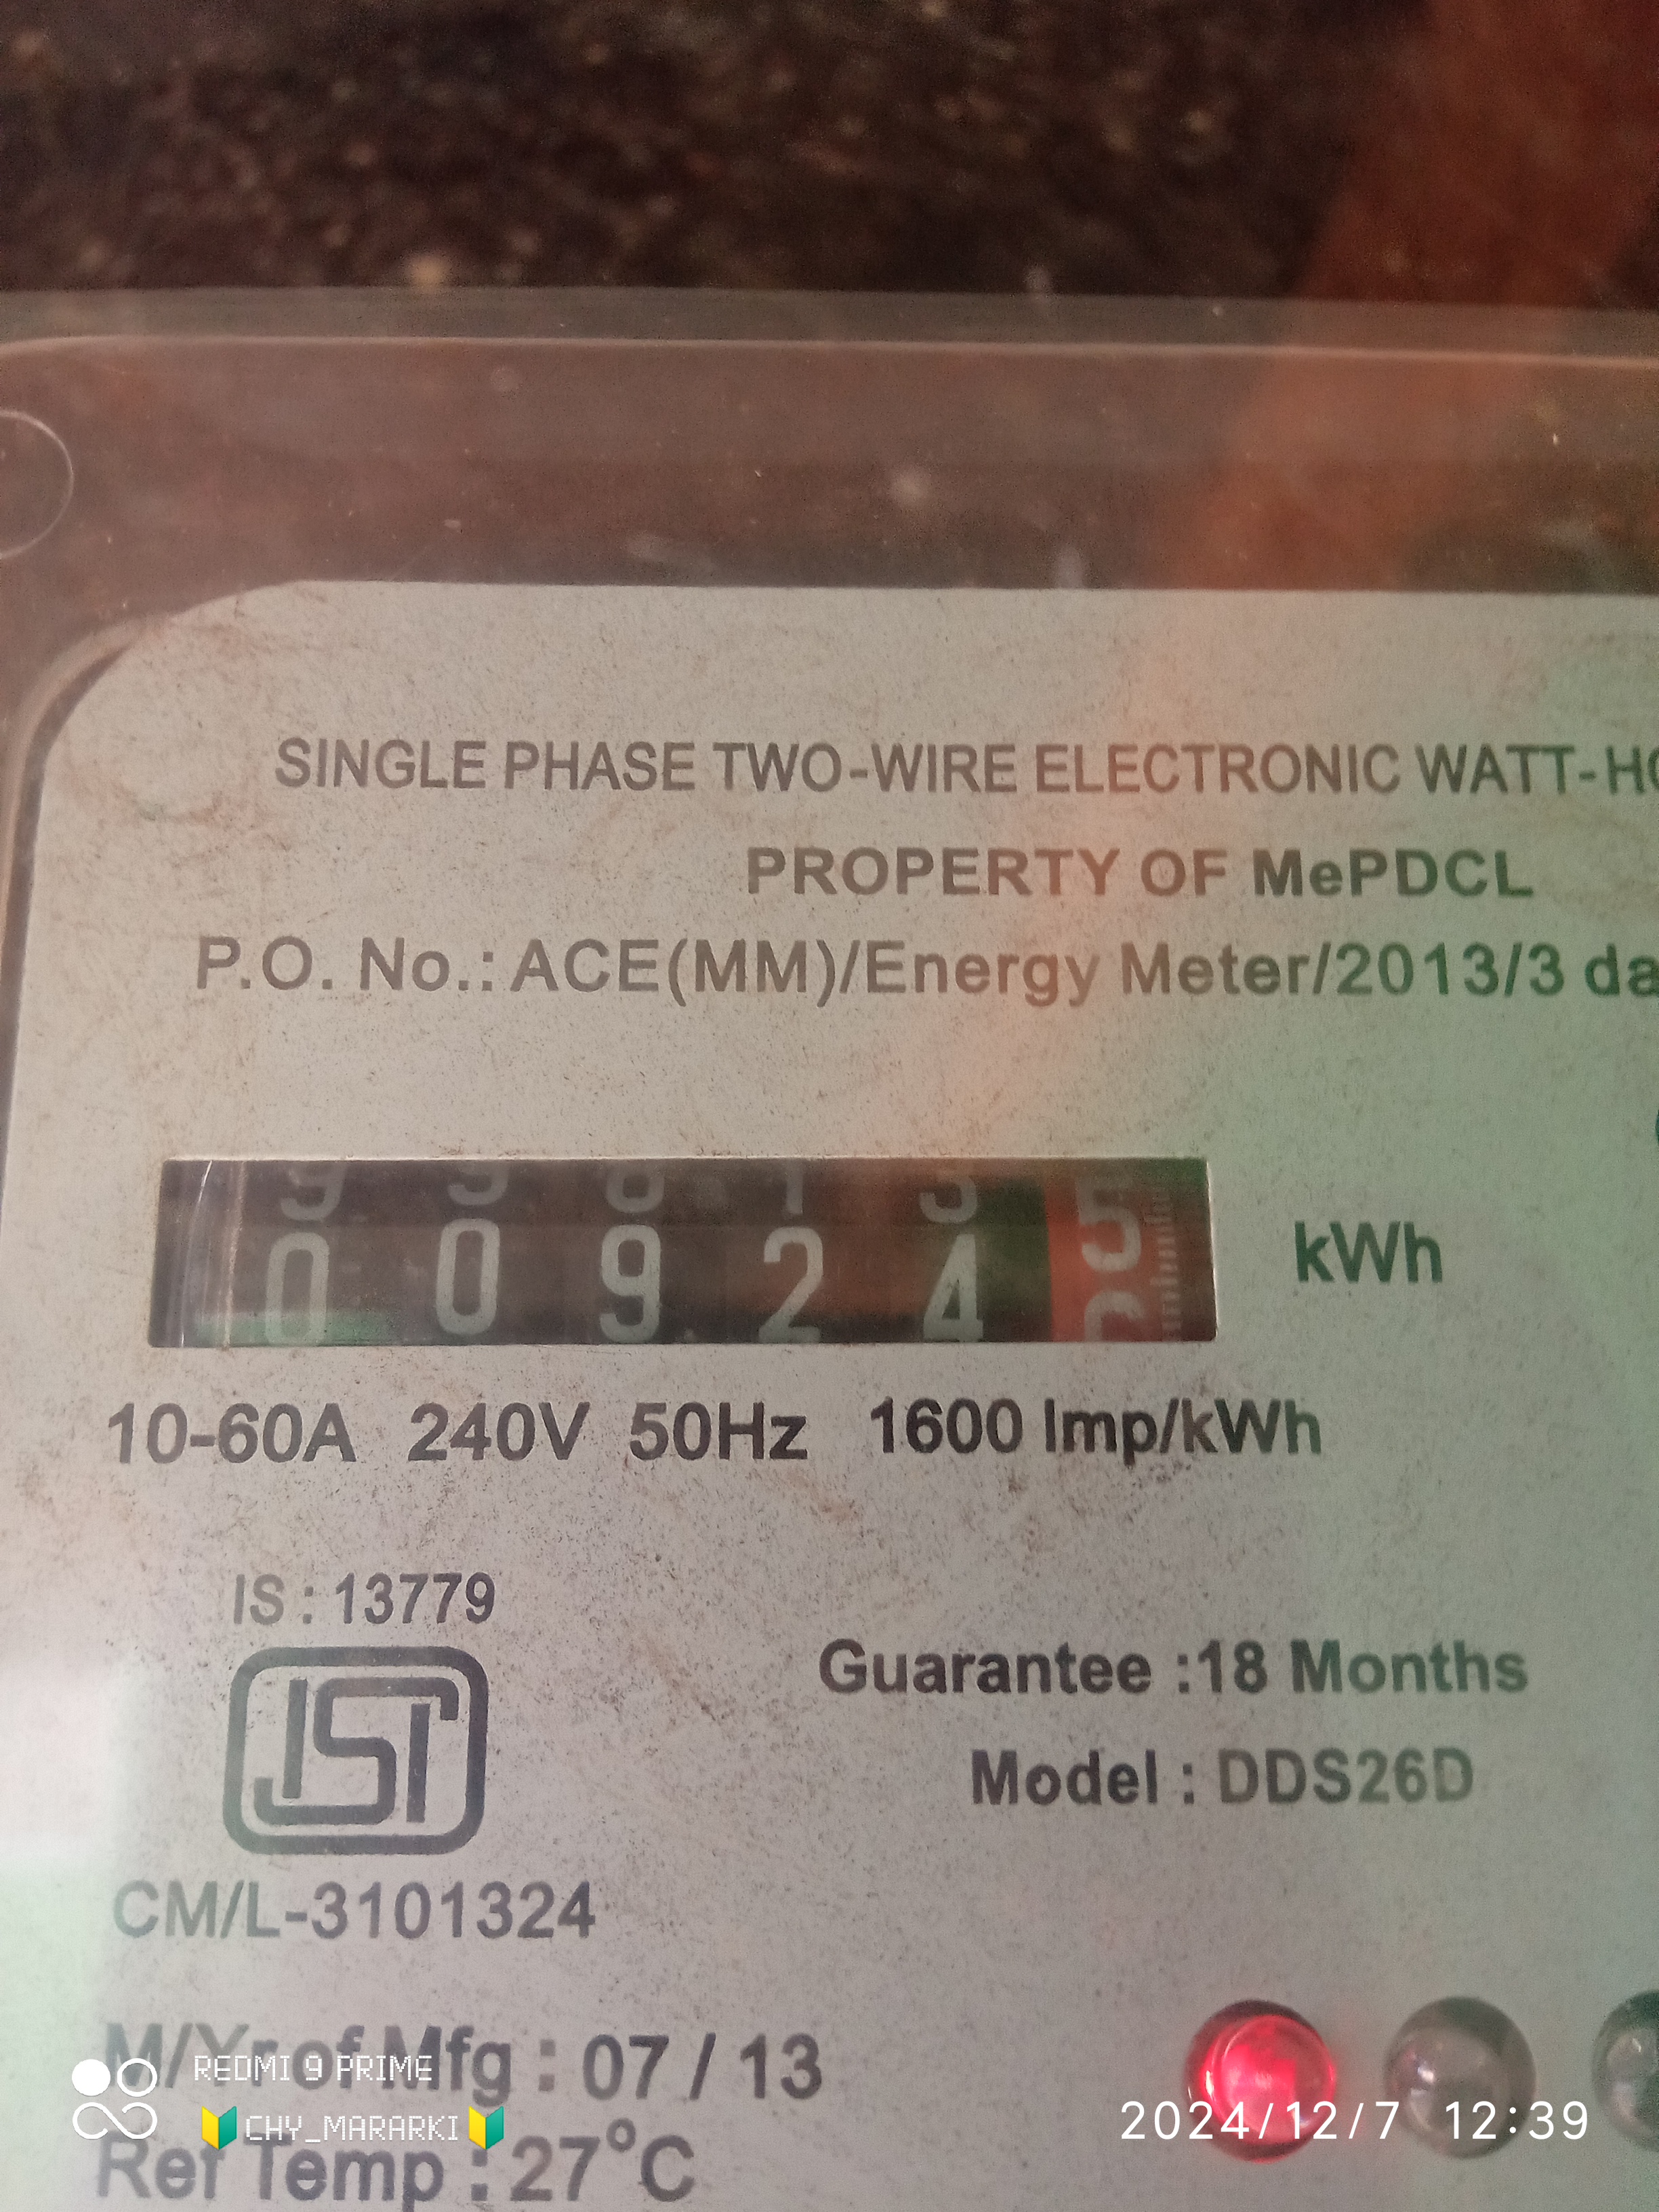 SINGLE PHASE TWO-WIRE ELECTRONIC WATT-HO
PROPERTY OF MePDCL
P.O. No.: ACE(MM)/Energy Meter/2013/3 da
0 0 9 2 4 5 kWh
10-60A 240V 50Hz 1600 Imp/kWh
IS : 13779
ISI
Guarantee :18 Months
Model : DDS26D
CM/L-3101324
M/Yr of Mfg : 07 / 13
REDMI 9 PRIME
🔰CHY_MARARKI🔰
2024/12/7 12:39
Ref Temp : 27°C